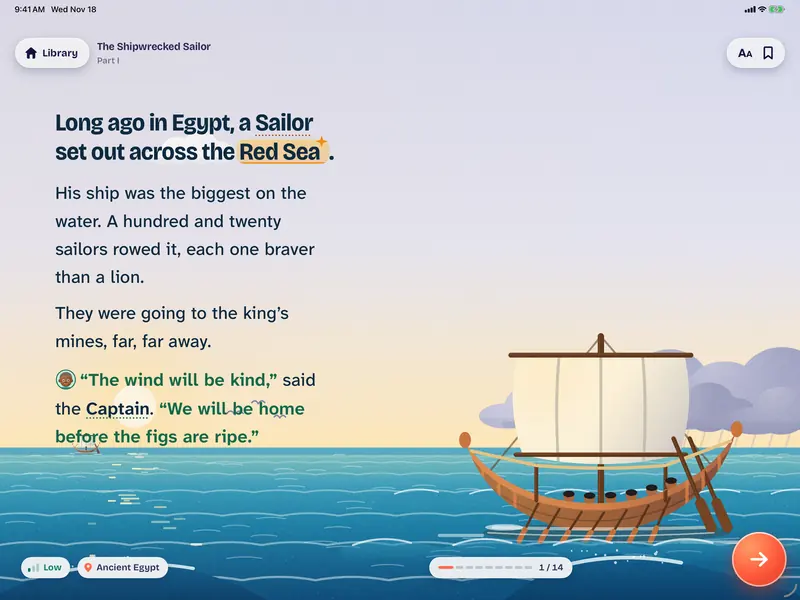 9:41 AM Wed Nov 18
Library
The Shipwrecked Sailor
Part I
AA
Long ago in Egypt, a Sailor
set out across the Red Sea.
His ship was the biggest on the
water. A hundred and twenty
sailors rowed it, each one braver
than a lion.
They were going to the king’s
mines, far, far away.
“The wind will be kind,” said
the Captain. “We will be home
before the figs are ripe.”
Low
Ancient Egypt
1 / 14